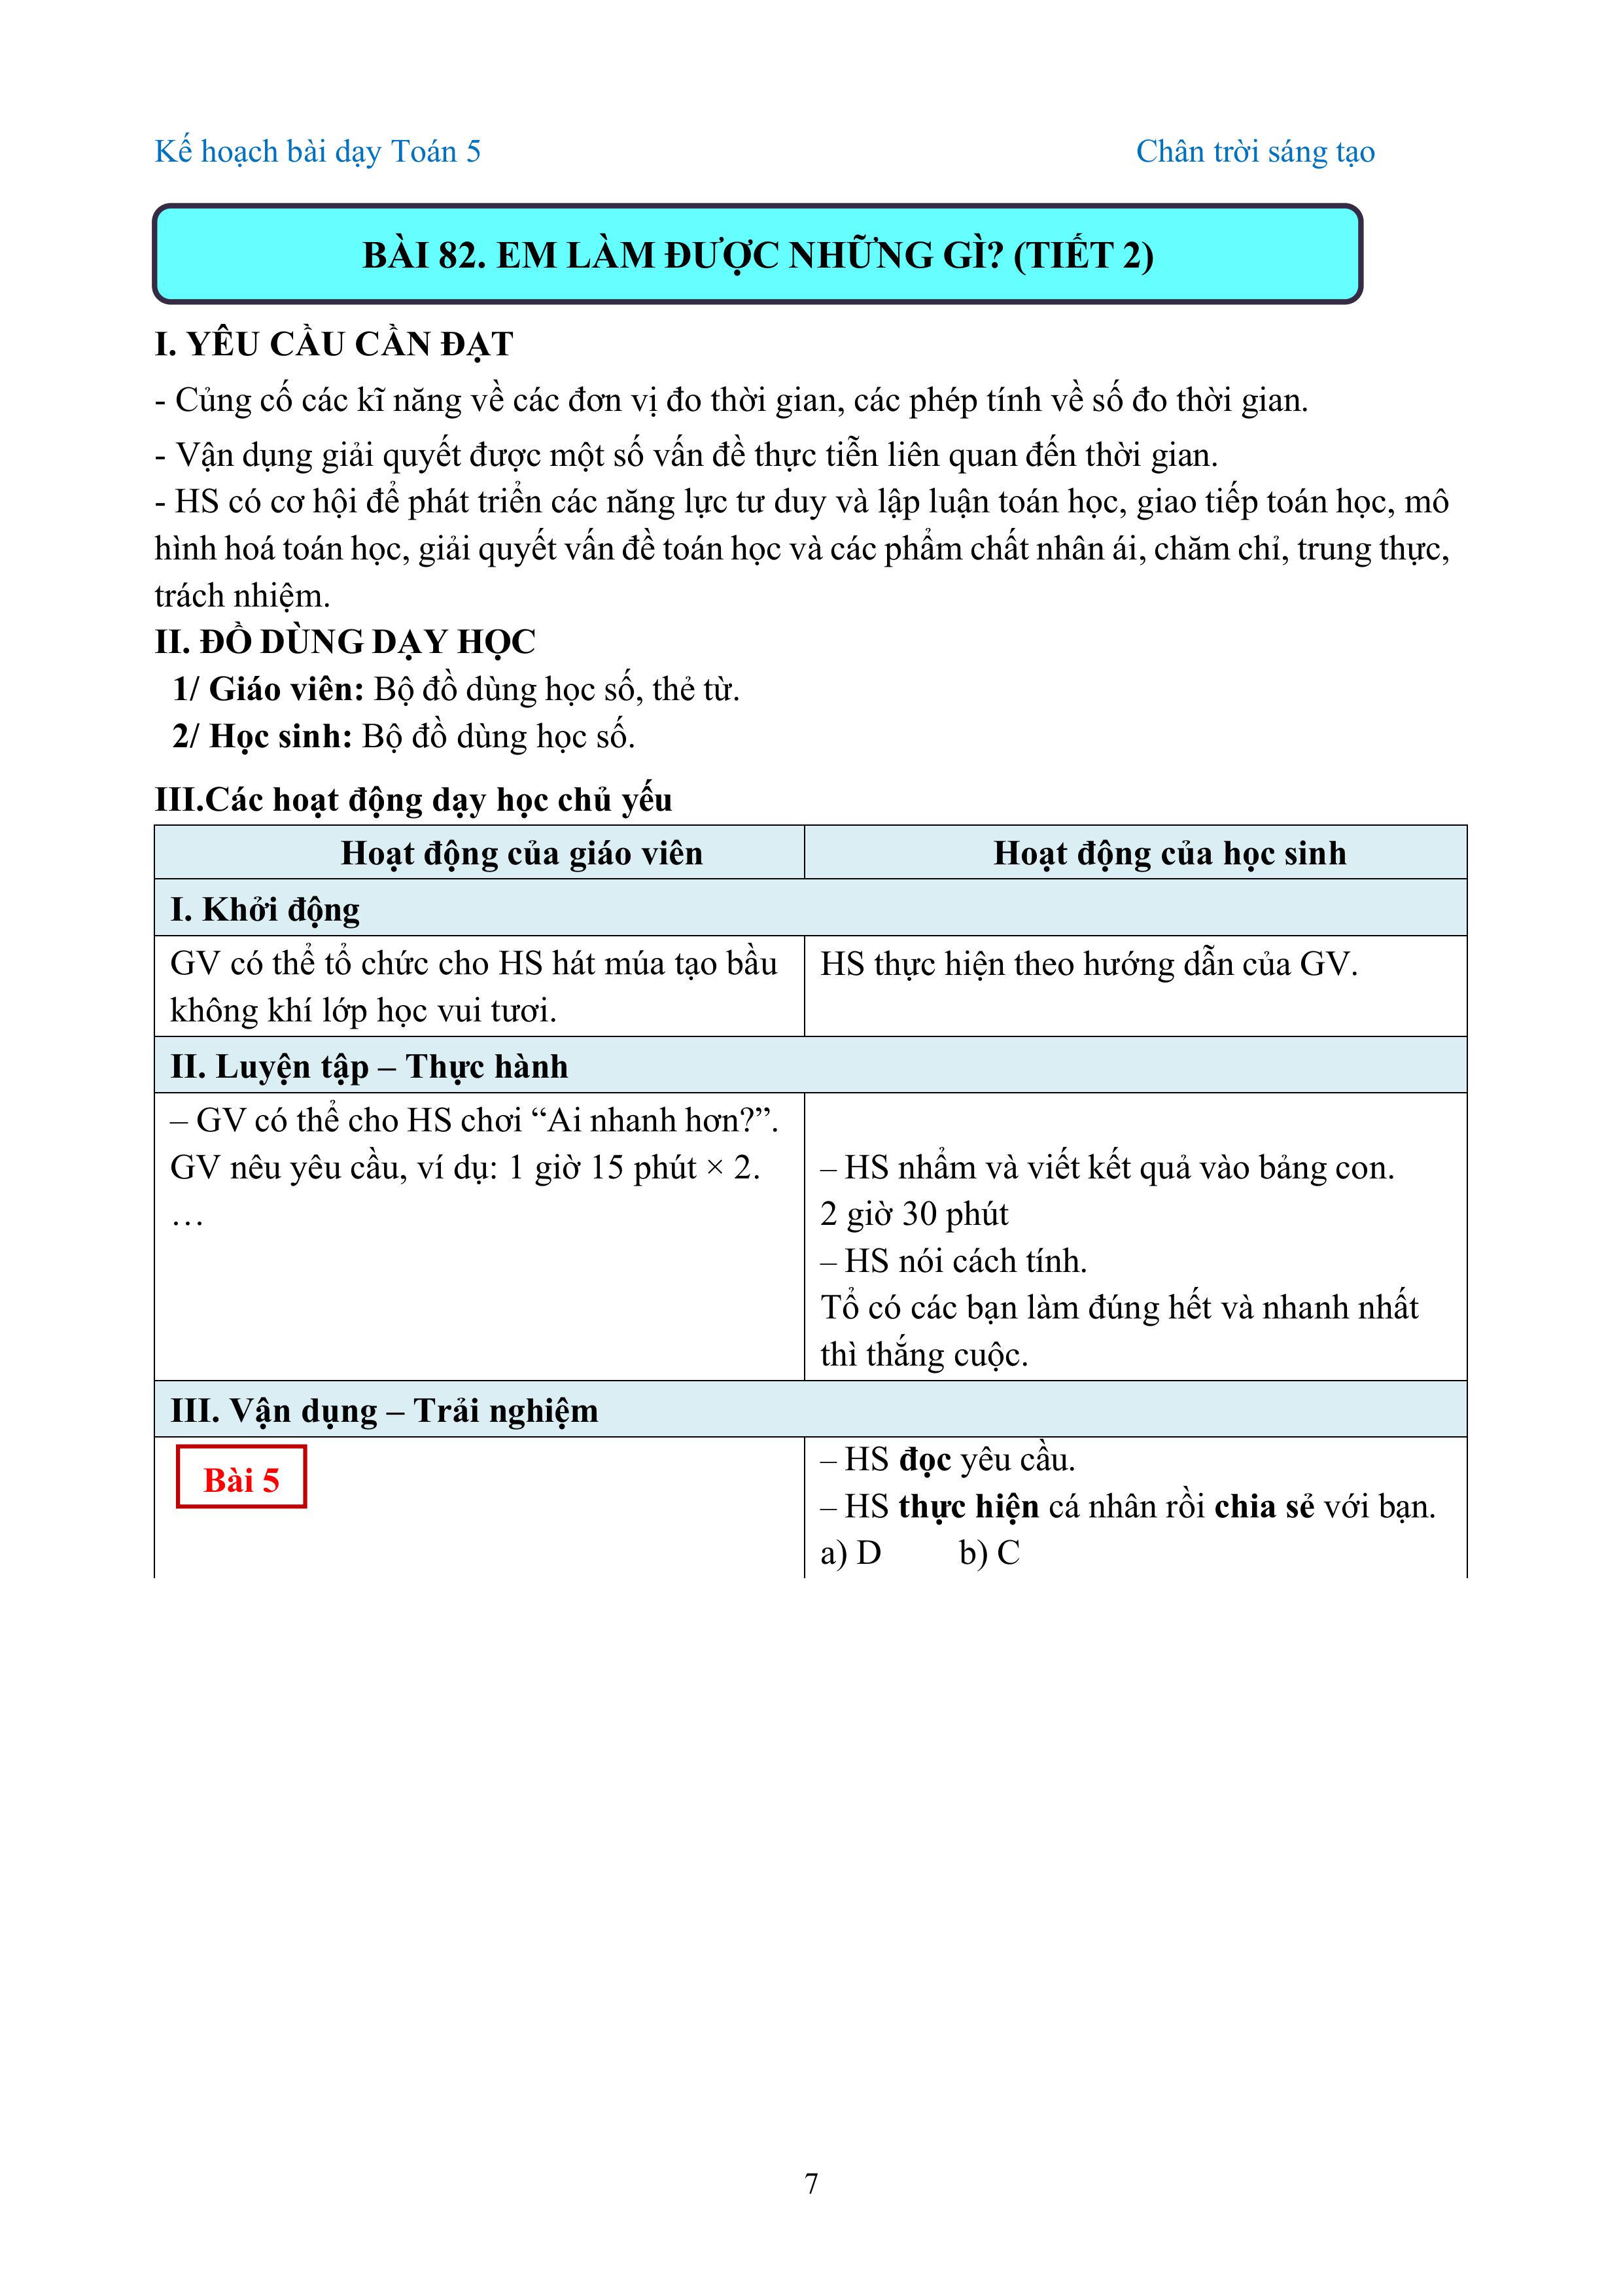 Kế hoạch bài dạy Toán 5 Chân trời sáng tạo
BÀI 82. EM LÀM ĐƯỢC NHỮNG GÌ? (TIẾT 2)
I. YÊU CẦU CẦN ĐẠT
- Củng cố các kĩ năng về các đơn vị đo thời gian, các phép tính về số đo thời gian.
- Vận dụng giải quyết được một số vấn đề thực tiễn liên quan đến thời gian.
- HS có cơ hội để phát triển các năng lực tư duy và lập luận toán học, giao tiếp toán học, mô
hình hoá toán học, giải quyết vấn đề toán học và các phẩm chất nhân ái, chăm chỉ, trung thực,
trách nhiệm.
II. ĐỒ DÙNG DẠY HỌC
1/ Giáo viên: Bộ đồ dùng học số, thẻ từ.
2/ Học sinh: Bộ đồ dùng học số.
III.Các hoạt động dạy học chủ yếu
Hoạt động của giáo viên Hoạt động của học sinh
I. Khởi động
GV có thể tổ chức cho HS hát múa tạo bầu
không khí lớp học vui tươi.
HS thực hiện theo hướng dẫn của GV.
II. Luyện tập – Thực hành
– GV có thể cho HS chơi “Ai nhanh hơn?”.
GV nêu yêu cầu, ví dụ: 1 giờ 15 phút × 2.
…
– HS nhẩm và viết kết quả vào bảng con.
2 giờ 30 phút
– HS nói cách tính.
Tổ có các bạn làm đúng hết và nhanh nhất
thì thắng cuộc.
III. Vận dụng – Trải nghiệm
Bài 5
– HS đọc yêu cầu.
– HS thực hiện cá nhân rồi chia sẻ với bạn.
a) D b) C
7